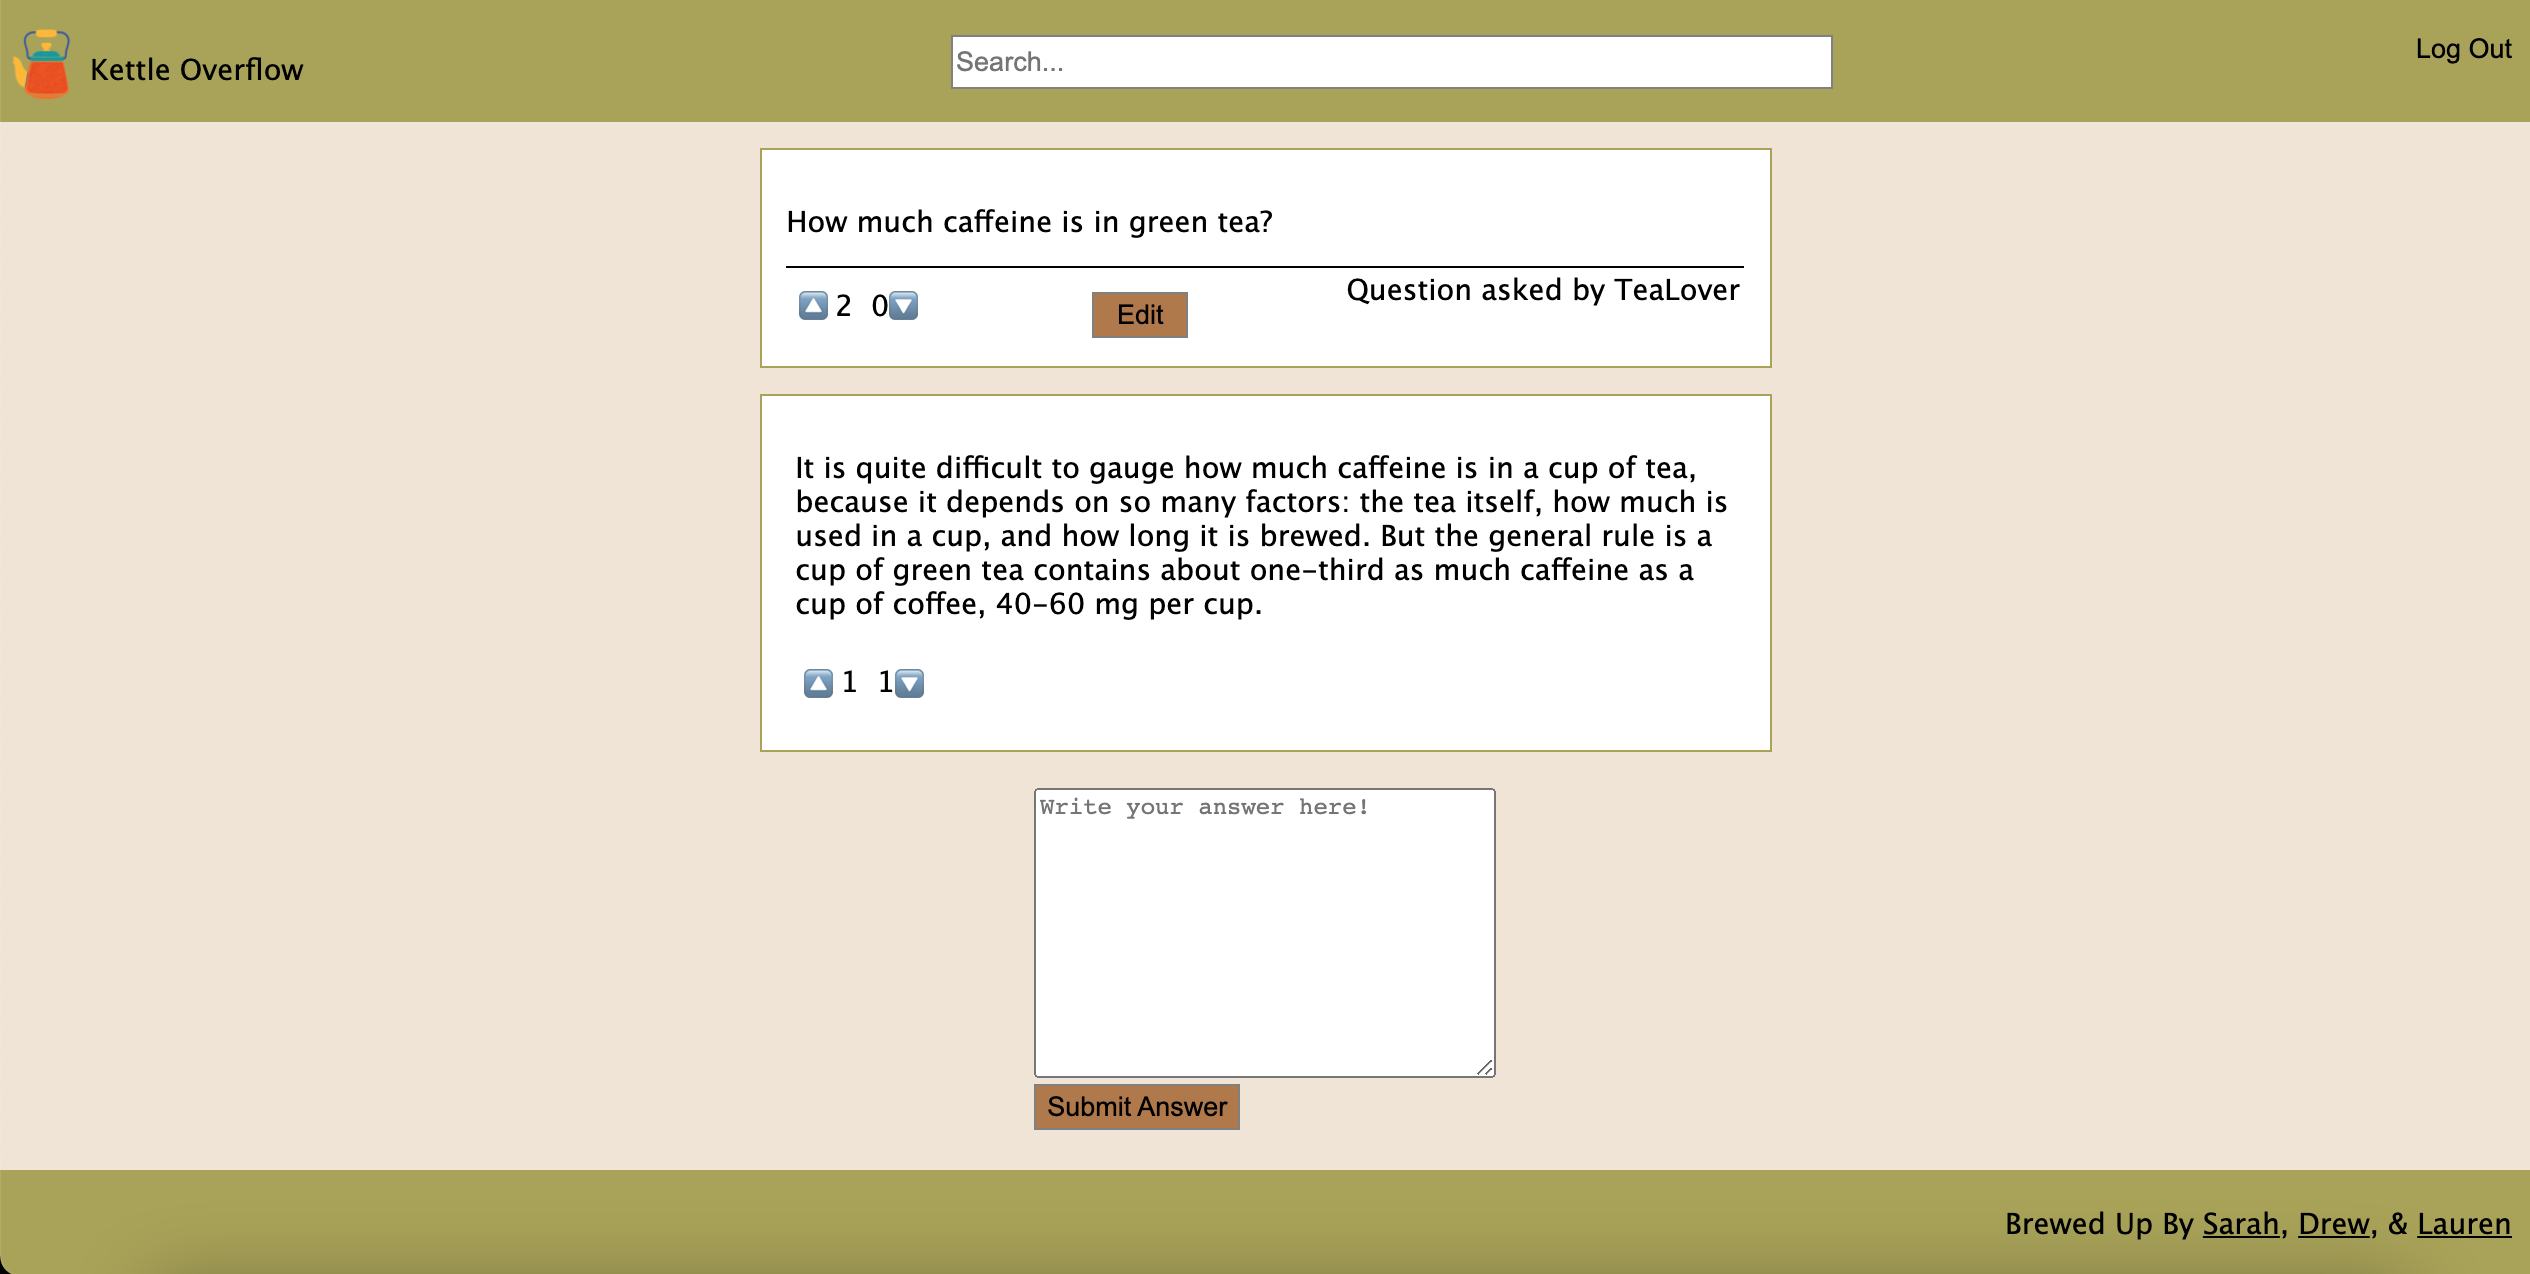 Kettle Overflow
Search...
Log Out
How much caffeine is in green tea?
2 0
Edit
Question asked by TeaLover
It is quite difficult to gauge how much caffeine is in a cup of tea,
because it depends on so many factors: the tea itself, how much is
used in a cup, and how long it is brewed. But the general rule is a
cup of green tea contains about one-third as much caffeine as a
cup of coffee, 40-60 mg per cup.
1 1
Write your answer here!
Submit Answer
Brewed Up By Sarah, Drew, & Lauren